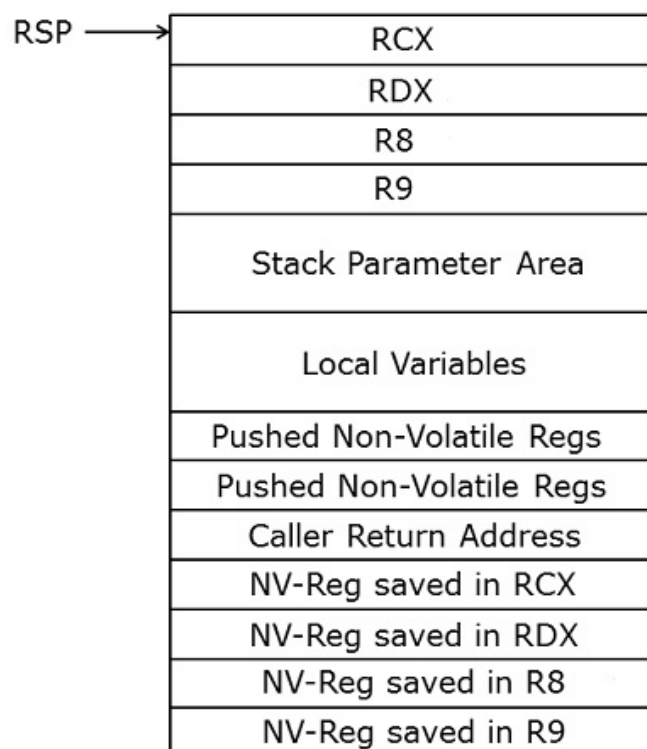 RSP
RCX
RDX
R8
R9
Stack Parameter Area
Local Variables
Pushed Non-Volatile Regs
Pushed Non-Volatile Regs
Caller Return Address
NV-Reg saved in RCX
NV-Reg saved in RDX
NV-Reg saved in R8
NV-Reg saved in R9